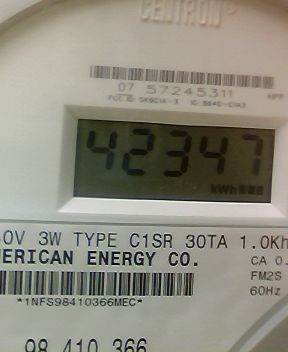 CENTRON®
07 57245311
42347
kWh
0V 3W TYPE C1SR 30TA 1.0Kh
ERICAN ENERGY CO.
CA 0.
FM2S
60Hz
*1NFS98410366MEC*
98 410 366